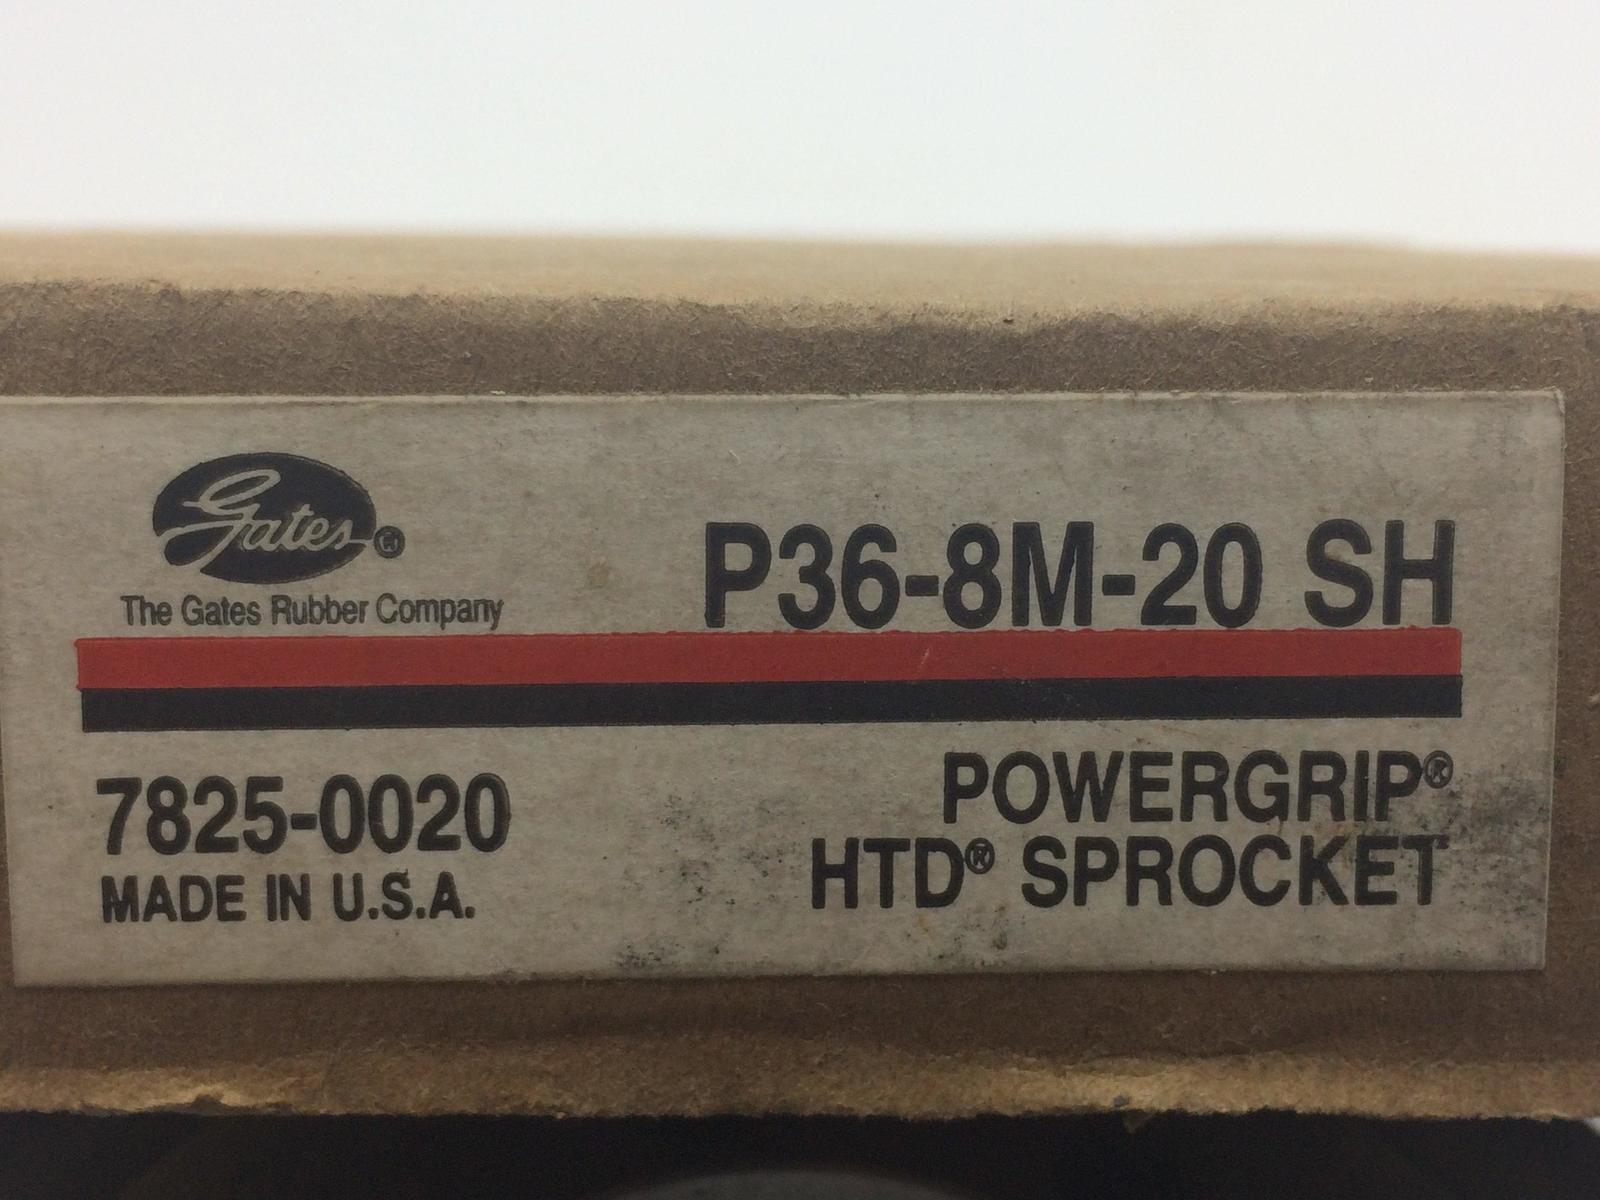 Gates®
The Gates Rubber Company
P36-8M-20 SH
7825-0020
MADE IN U.S.A.
POWERGRIP®
HTD® SPROCKET